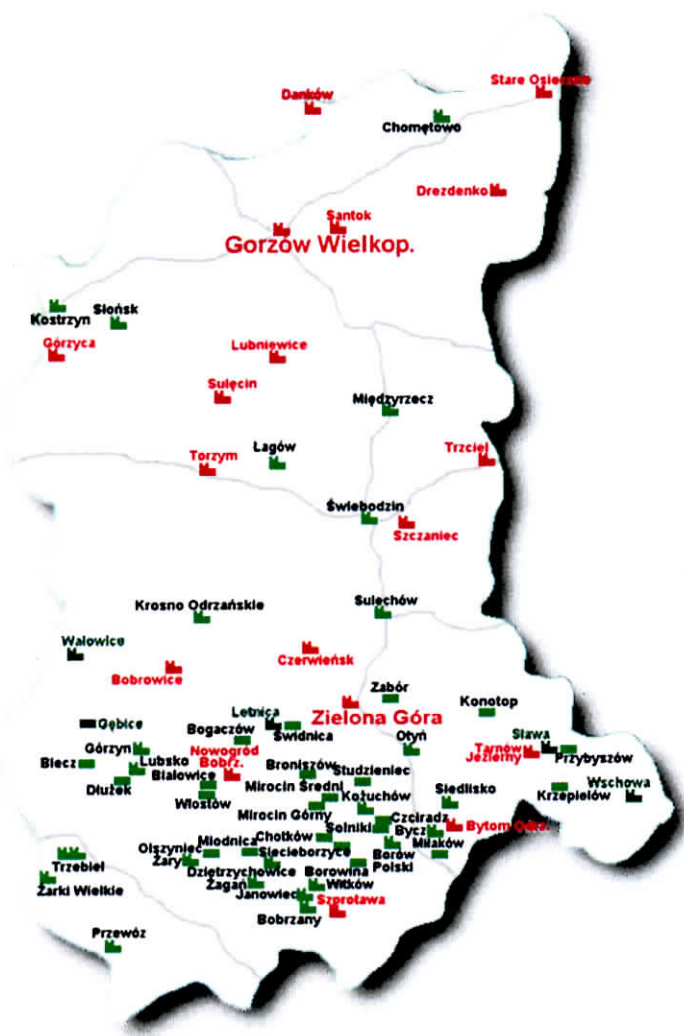 Stare Osieczno
Danków
Chomętowo
Drezdenko
Santok
Gorzów Wielkop.
Kostrzyn
Słońsk
Górzyca
Lubniewice
Sulęcin
Międzyrzecz
Łagów
Torzym
Trzciel
Świebodzin
Szczaniec
Krosno Odrzańskie
Sulechów
Wałowice
Czerwieńsk
Bobrowice
Zabór
Konotop
Letnica
Zielona Góra
Gębice
Bogaczów
Świdnica
Otyń
Sława
Górzyn
Nowogród
Bobrz.
Tarnów
Jezierny
Przybyszów
Biecz
Lubsko
Broniszów
Studzieniec
Dłużek
Białowice
Mirocin Średni
Siedlisko
Krzepielów
Wschowa
Włostów
Kożuchów
Mirocin Górny
Czciradz
Solniki
Bycz
Bytom Odrz.
Miodnica
Chotków
Olszyniec
Siecieborzyce
Borów
Polski
Miłaków
Żary
Dziętrzychowice
Borowina
Trzebiel
Żagań
Witków
Żarki Wielkie
Janowiec
Szprotawa
Bobrzany
Przewóz